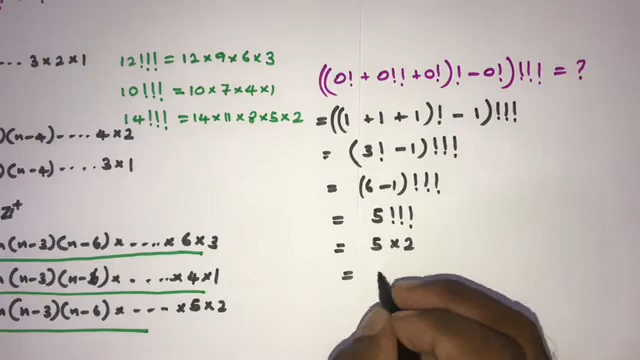 .... 3×2×1
12!!! = 12×9×6×3
10!!! = 10×7×4×1
14!!! = 14×11×8×5×2
)(n-4)-....4×2
)(n-4)-....3×1
ℤ⁺
(n-3)(n-6)×.....×6×3
(n-3)(n-6)×....×4×1
(n-3)(n-6)×....×5×2
((0! + 0!! + 0!)! - 0!)!!! = ?
= ((1 + 1 + 1)! - 1)!!!
= (3! - 1)!!!
= (6-1)!!!
= 5!!!
= 5×2
=